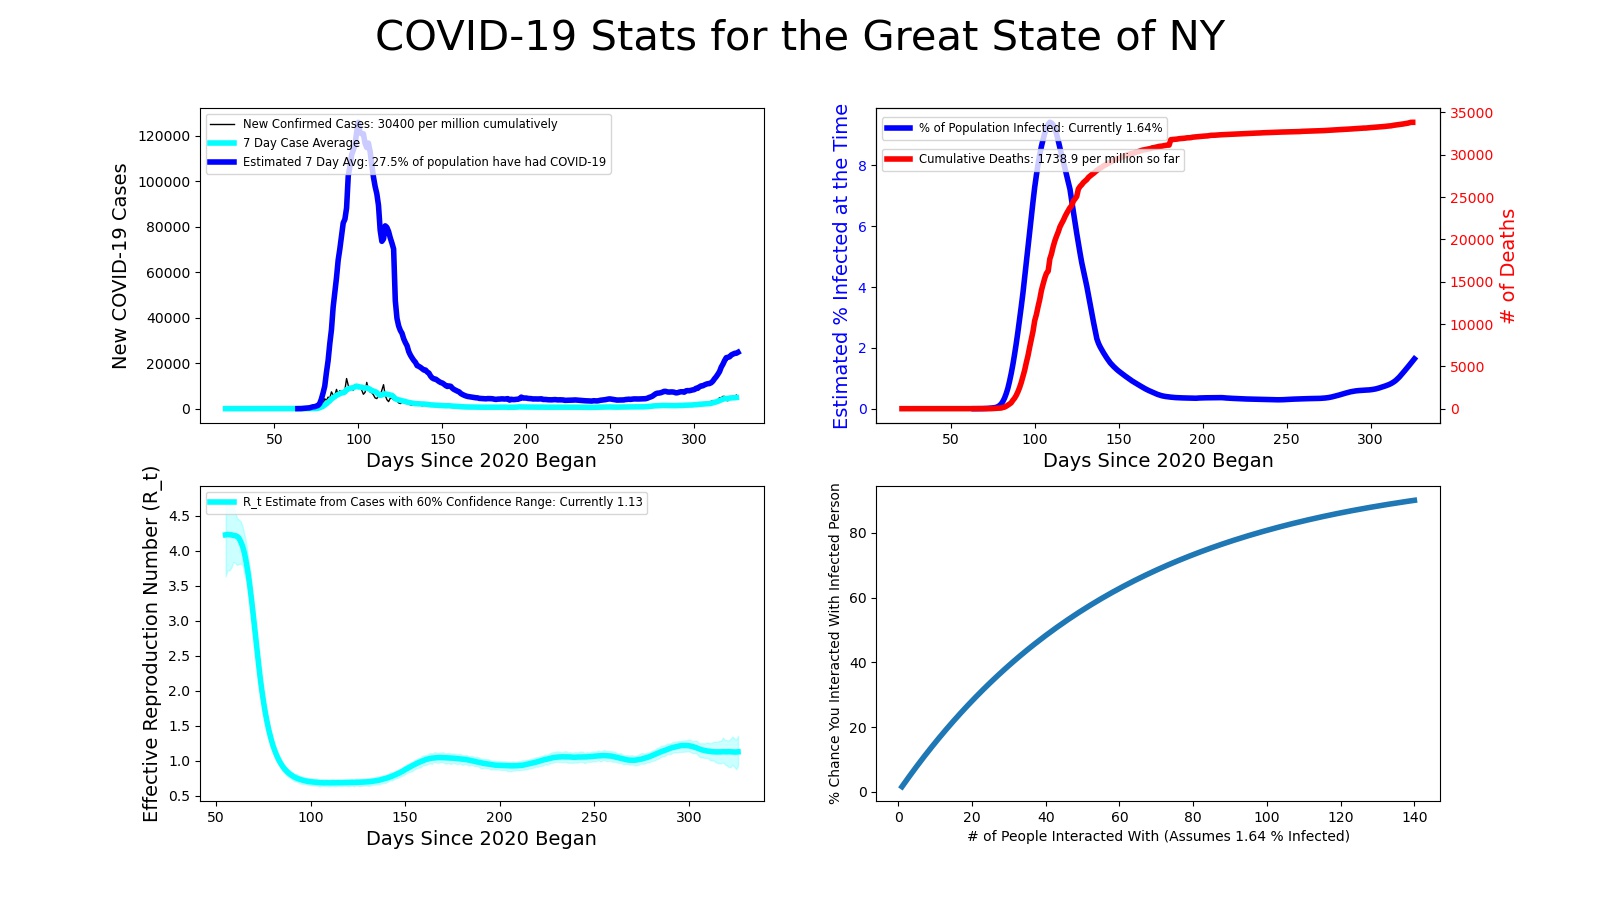 COVID-19 Stats for the Great State of NY
New COVID-19 Cases
120000
100000
80000
60000
40000
20000
0
New Confirmed Cases: 30400 per million cumulatively
7 Day Case Average
Estimated 7 Day Avg: 27.5% of population have had COVID-19
50 100 150 200 250 300
Days Since 2020 Began
Estimated % Infected at the Time
8
6
4
2
0
% of Population Infected: Currently 1.64%
Cumulative Deaths: 1738.9 per million so far
35000
30000
25000
20000
15000
10000
5000
0
# of Deaths
50 100 150 200 250 300
Days Since 2020 Began
Effective Reproduction Number (R_t)
4.5
4.0
3.5
3.0
2.5
2.0
1.5
1.0
0.5
R_t Estimate from Cases with 60% Confidence Range: Currently 1.13
50 100 150 200 250 300
Days Since 2020 Began
% Chance You Interacted With Infected Person
80
60
40
20
0
0 20 40 60 80 100 120 140
# of People Interacted With (Assumes 1.64 % Infected)